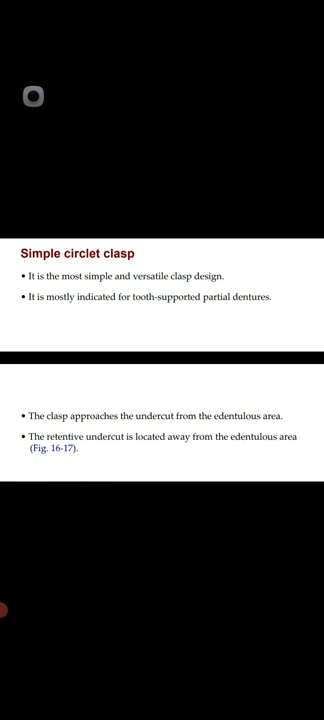 Simple circlet clasp
• It is the most simple and versatile clasp design.
• It is mostly indicated for tooth-supported partial dentures.
• The clasp approaches the undercut from the edentulous area.
• The retentive undercut is located away from the edentulous area
(Fig. 16-17).